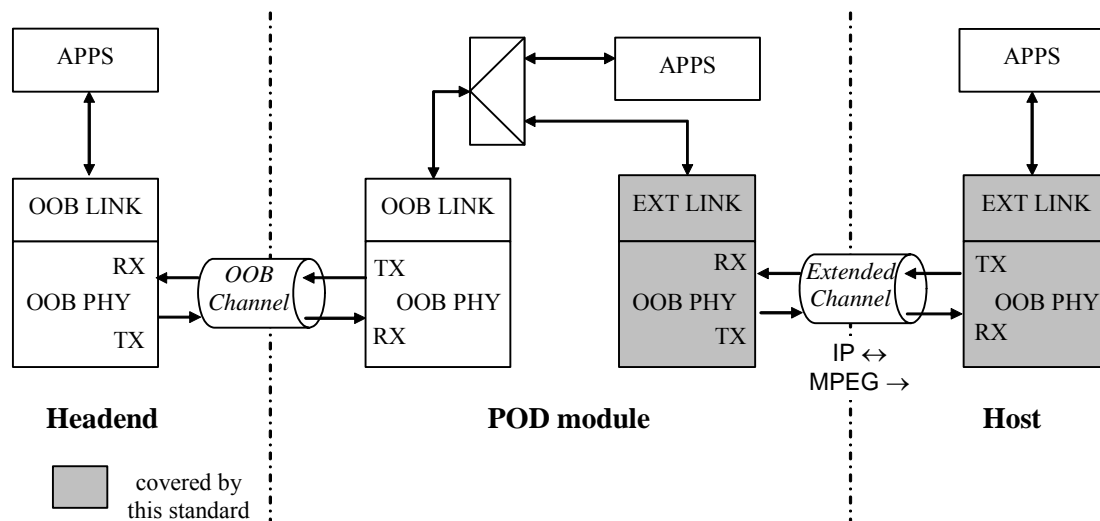 APPS
APPS
APPS
OOB LINK
OOB LINK
EXT LINK
EXT LINK
RX
OOB PHY
TX
OOB
Channel
TX
OOB PHY
RX
RX
OOB PHY
TX
Extended
Channel
TX
OOB PHY
RX
IP ↔
MPEG →
Headend
POD module
Host
covered by
this standard